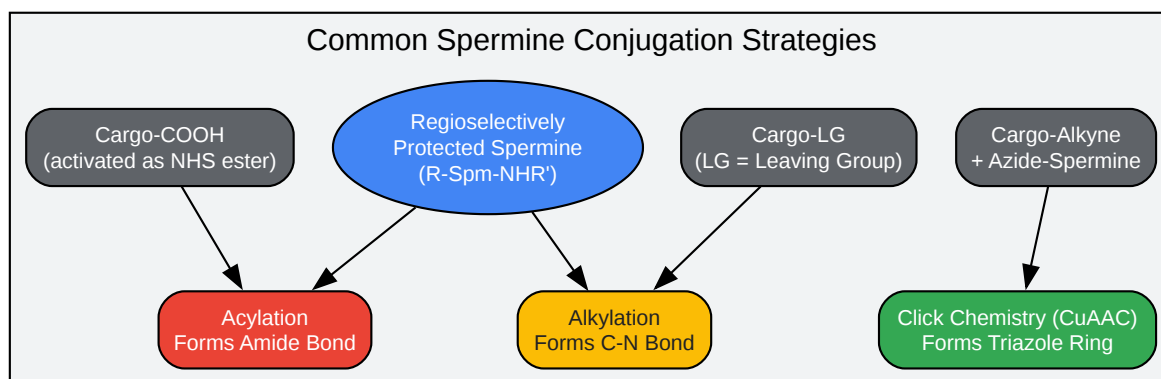 Common Spermine Conjugation Strategies
Cargo-COOH
(activated as NHS ester)
Regioselectively
Protected Spermine
(R-Spm-NHR')
Cargo-LG
(LG = Leaving Group)
Cargo-Alkyne
+ Azide-Spermine
Acylation
Forms Amide Bond
Alkylation
Forms C-N Bond
Click Chemistry (CuAAC)
Forms Triazole Ring